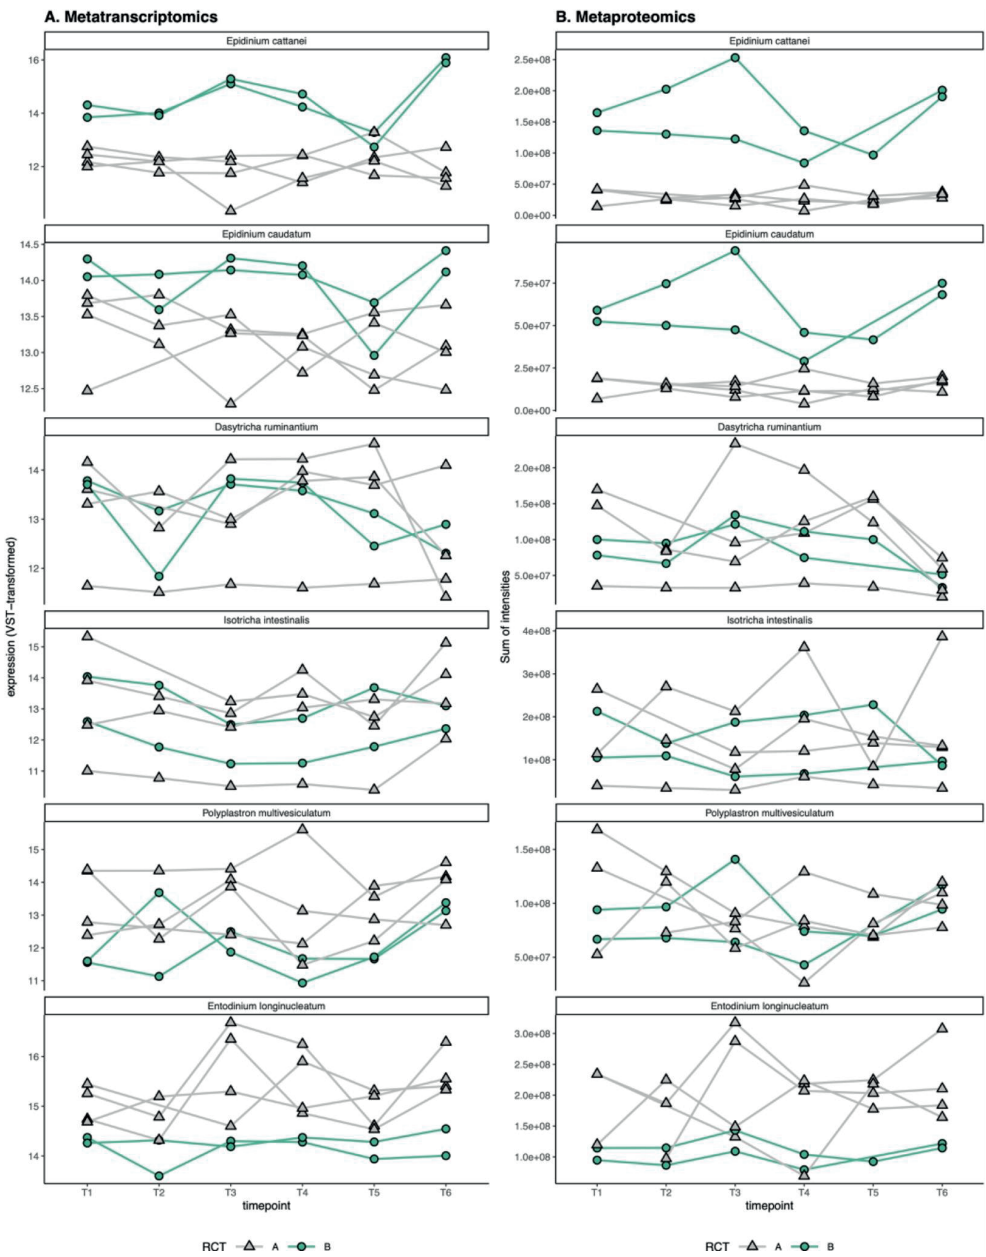 A. Metatranscriptomics
B. Metaproteomics
expression (VST−transformed)
Epidinium cattanei
16
14
12
Epidinium caudatum
14.5
14.0
13.5
13.0
12.5
Dasytricha ruminantium
14
13
12
Isotricha intestinalis
15
14
13
12
11
Polyplastron multivesiculatum
15
14
13
12
11
Entodinium longinucleatum
16
15
14
T1 T2 T3 T4 T5 T6
timepoint
RCT A B
Sum of intensities
Epidinium cattanei
2.5e+08
2.0e+08
1.5e+08
1.0e+08
5.0e+07
0.0e+00
Epidinium caudatum
7.5e+07
5.0e+07
2.5e+07
0.0e+00
Dasytricha ruminantium
2.0e+08
1.5e+08
1.0e+08
5.0e+07
Isotricha intestinalis
4e+08
3e+08
2e+08
1e+08
Polyplastron multivesiculatum
1.5e+08
1.0e+08
5.0e+07
Entodinium longinucleatum
3.0e+08
2.5e+08
2.0e+08
1.5e+08
1.0e+08
T1 T2 T3 T4 T5 T6
timepoint
RCT A B